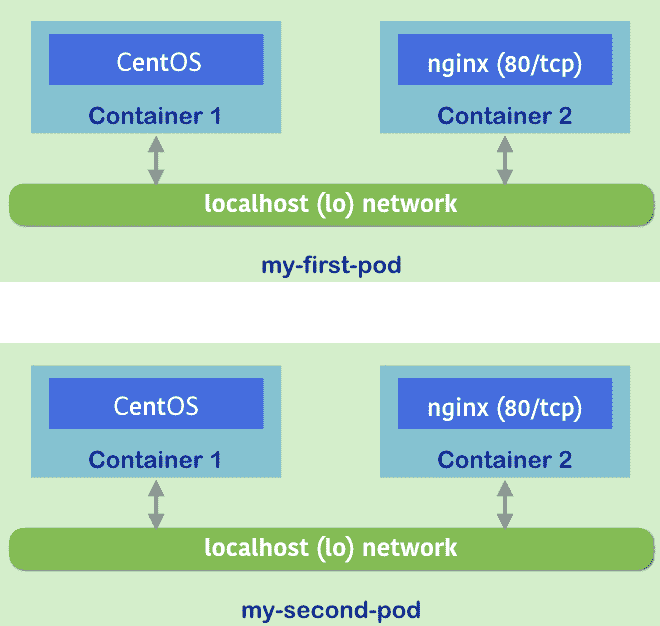 CentOS
nginx (80/tcp)
Container 1
Container 2
localhost (lo) network
my-first-pod
CentOS
nginx (80/tcp)
Container 1
Container 2
localhost (lo) network
my-second-pod